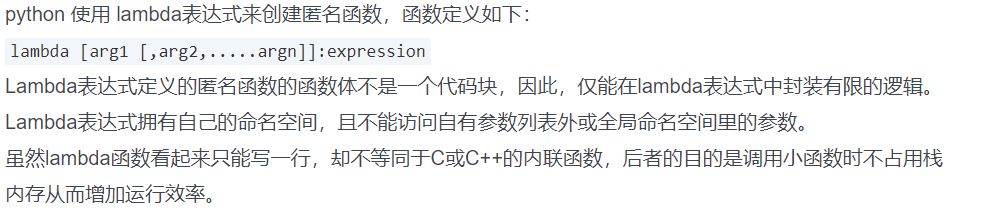 python 使用 lambda表达式来创建匿名函数，函数定义如下：
lambda [arg1 [,arg2,.....argn]]:expression
Lambda表达式定义的匿名函数的函数体不是一个代码块，因此，仅能在lambda表达式中封装有限的逻辑。
Lambda表达式拥有自己的命名空间，且不能访问自有参数列表外或全局命名空间里的参数。
虽然lambda函数看起来只能写一行，却不等同于C或C++的内联函数，后者的目的是调用小函数时不占用栈
内存从而增加运行效率。